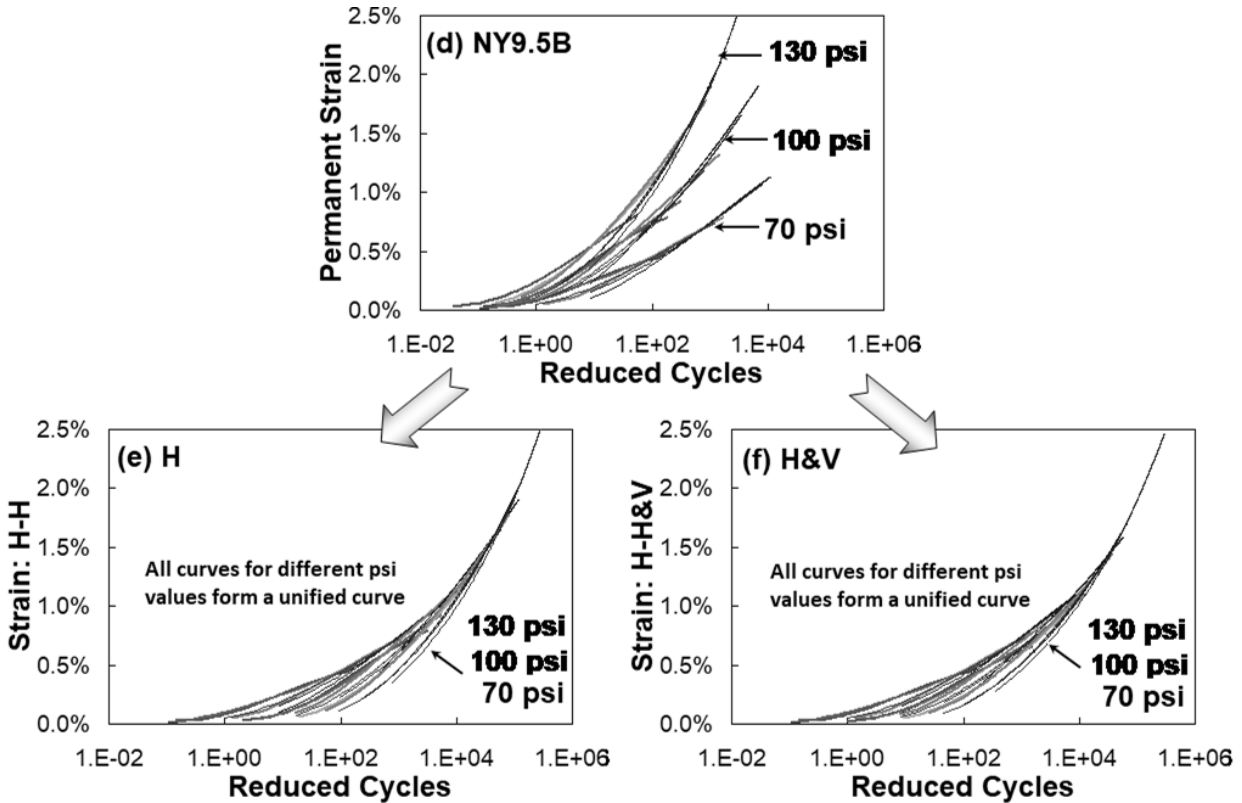 2.5%
(d) NY9.5B
130 psi
2.0%
1.5%
100 psi
1.0%
70 psi
0.5%
0.0%
Permanent Strain
1.E-02 1.E+00 1.E+02 1.E+04 1.E+06
Reduced Cycles
2.5%
(e) H
2.0%
1.5%
All curves for different psi
values form a unified curve
1.0%
130 psi
0.5%
100 psi
70 psi
0.0%
Strain: H-H
1.E-02 1.E+00 1.E+02 1.E+04 1.E+06
Reduced Cycles
2.5%
(f) H&V
2.0%
1.5%
All curves for different psi
values form a unified curve
1.0%
130 psi
0.5%
100 psi
70 psi
0.0%
Strain: H-H&V
1.E-02 1.E+00 1.E+02 1.E+04 1.E+06
Reduced Cycles